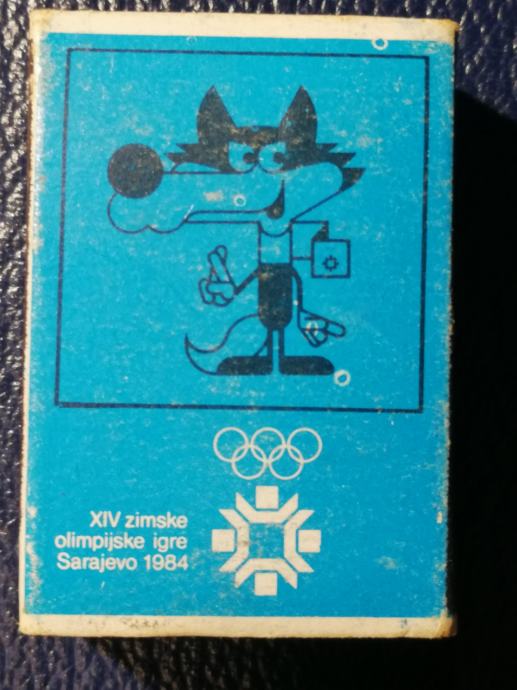 XIV zimske
olimpijske igre
Sarajevo 1984